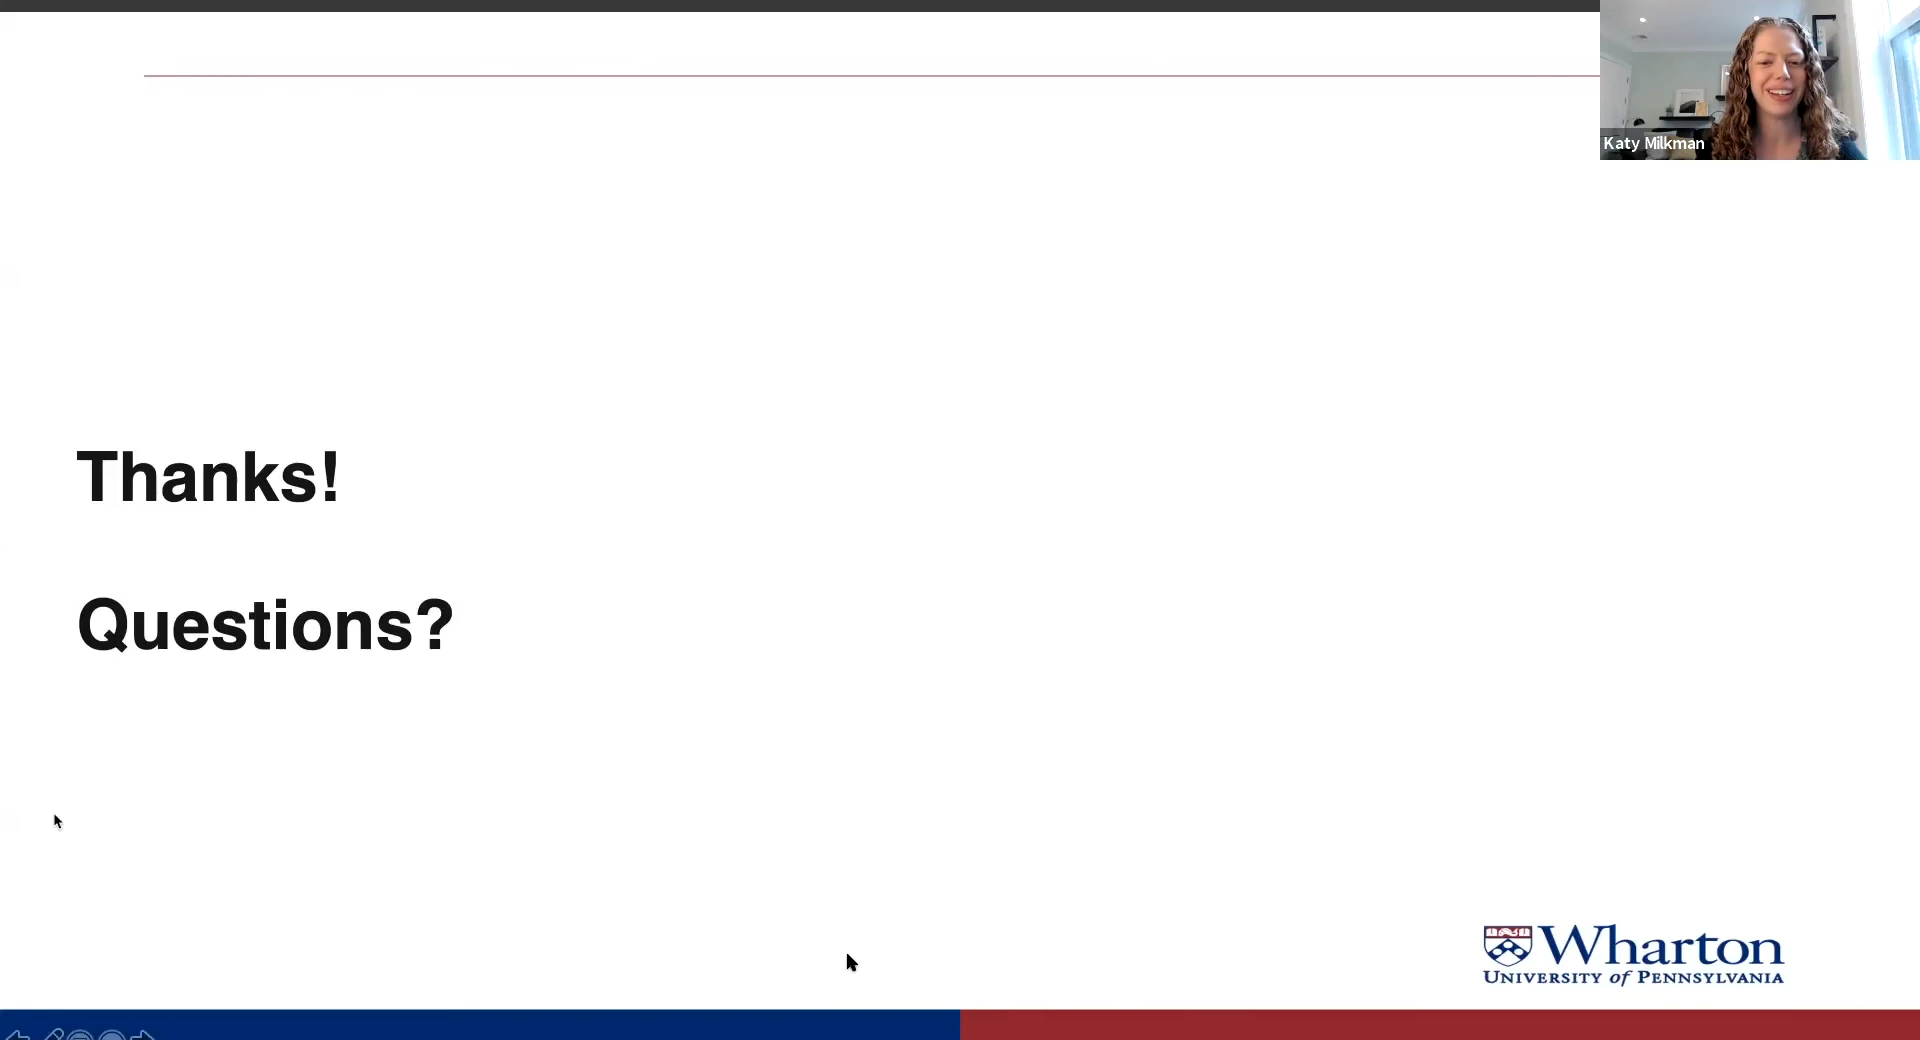 Katy Milkman
Thanks!
Questions?
Wharton
UNIVERSITY of PENNSYLVANIA